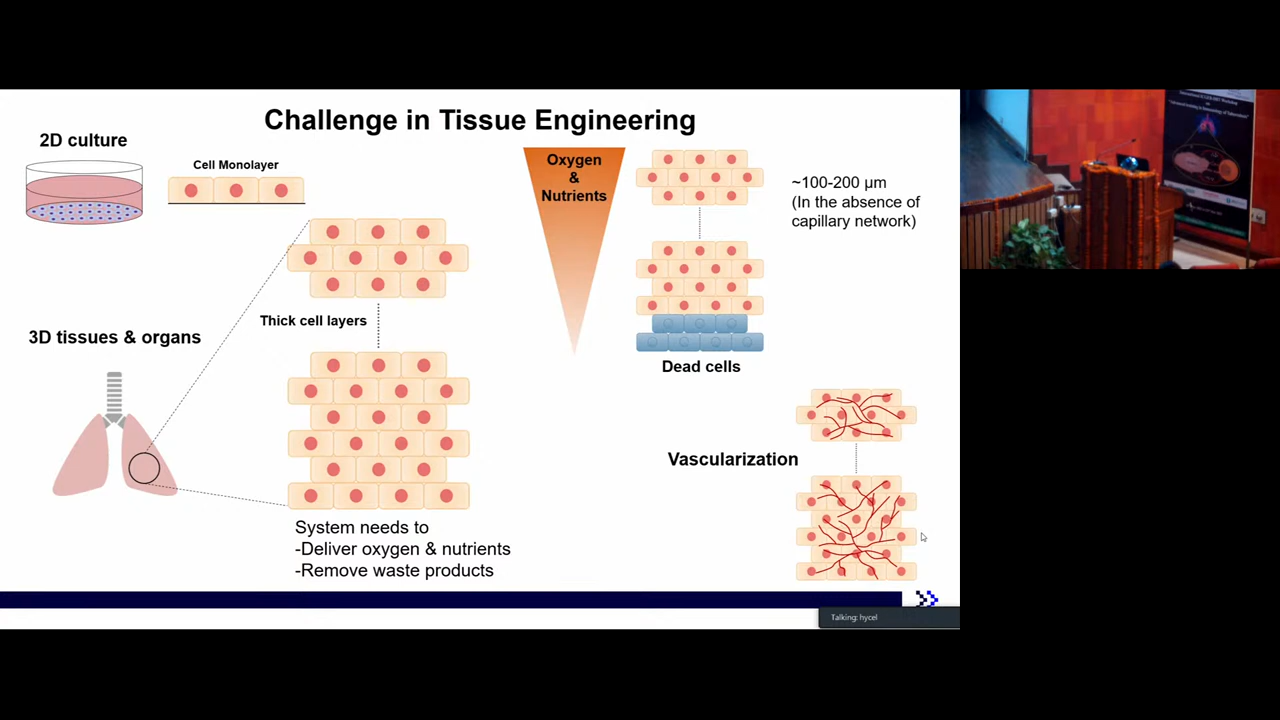 Challenge in Tissue Engineering
2D culture
Cell Monolayer
Oxygen
&
Nutrients
~100-200 µm
(In the absence of
capillary network)
Thick cell layers
3D tissues & organs
Dead cells
Vascularization
System needs to
-Deliver oxygen & nutrients
-Remove waste products
Talking: hycel